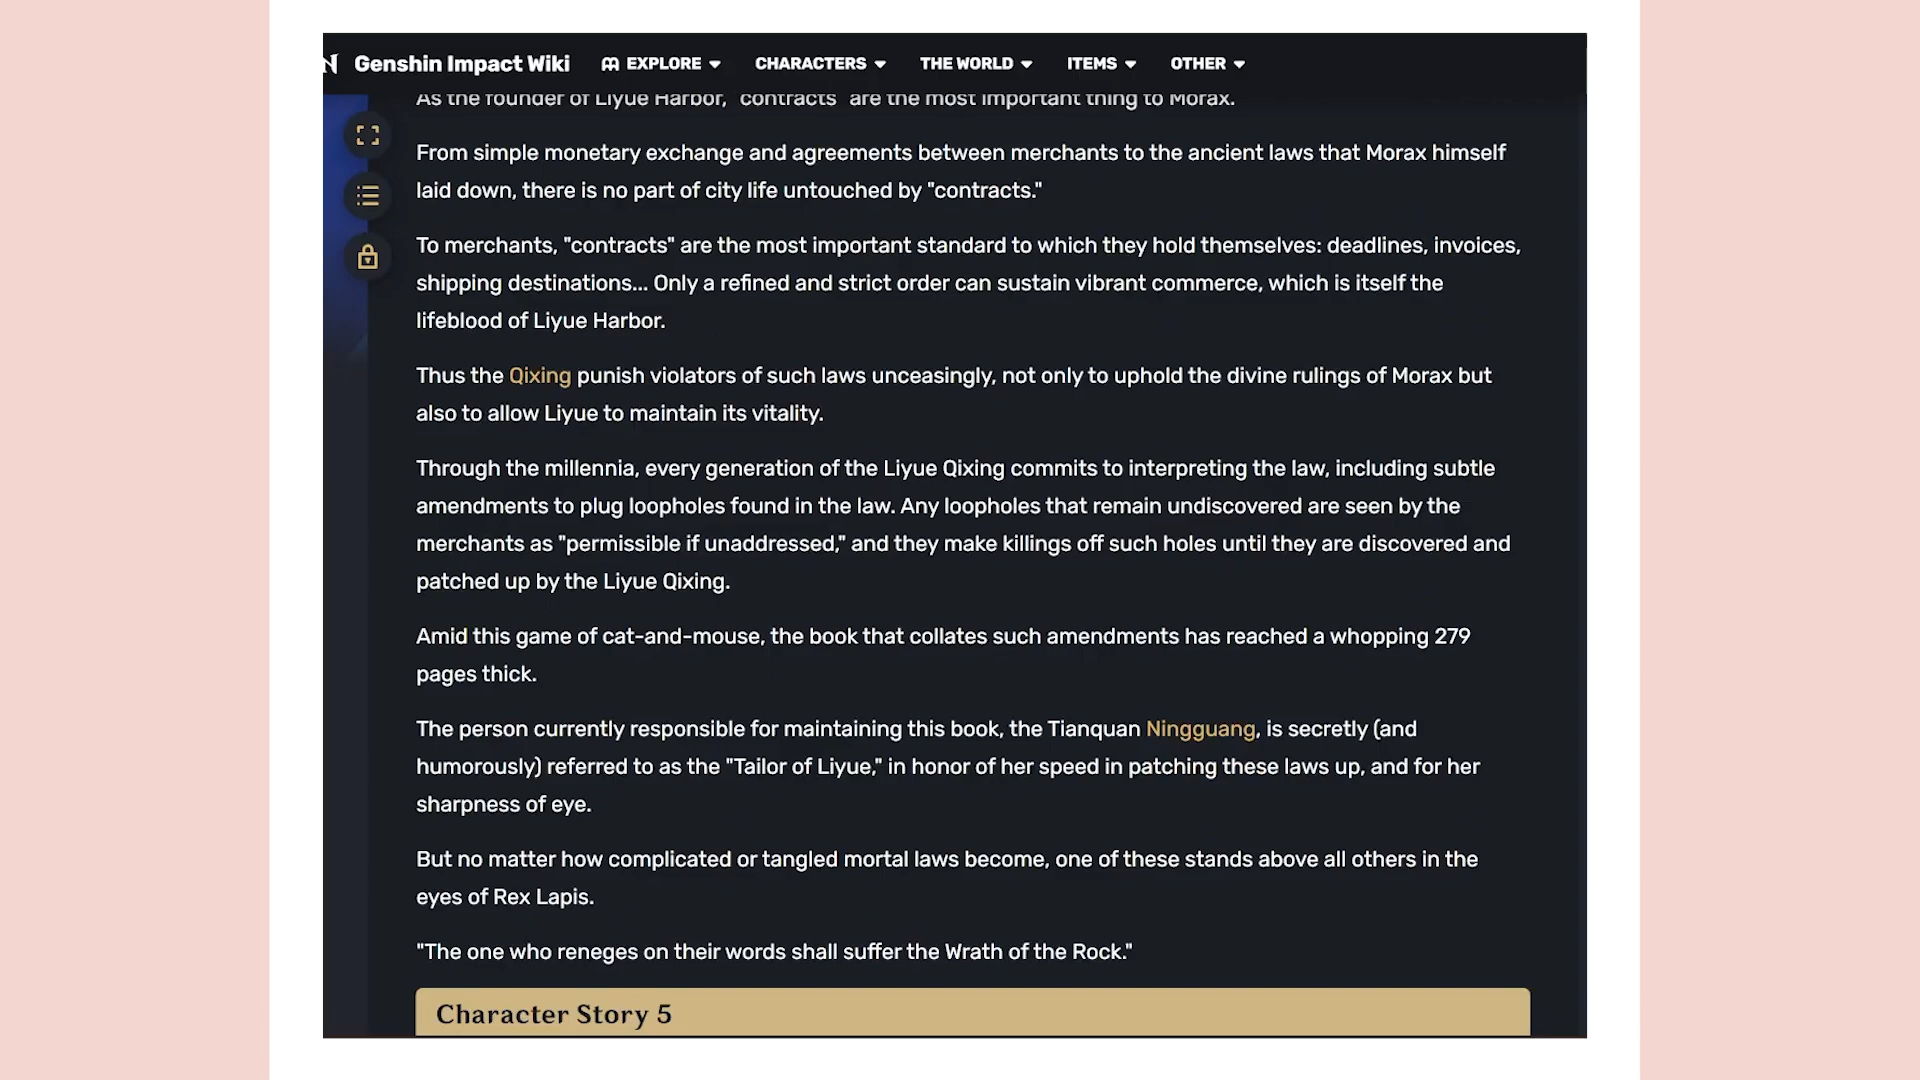 Genshin Impact Wiki EXPLORE CHARACTERS THE WORLD ITEMS OTHER
As the founder of Liyue Harbor, "contracts" are the most important thing to Morax.
From simple monetary exchange and agreements between merchants to the ancient laws that Morax himself
laid down, there is no part of city life untouched by "contracts."
To merchants, "contracts" are the most important standard to which they hold themselves: deadlines, invoices,
shipping destinations... Only a refined and strict order can sustain vibrant commerce, which is itself the
lifeblood of Liyue Harbor.
Thus the Qixing punish violators of such laws unceasingly, not only to uphold the divine rulings of Morax but
also to allow Liyue to maintain its vitality.
Through the millennia, every generation of the Liyue Qixing commits to interpreting the law, including subtle
amendments to plug loopholes found in the law. Any loopholes that remain undiscovered are seen by the
merchants as "permissible if unaddressed," and they make killings off such holes until they are discovered and
patched up by the Liyue Qixing.
Amid this game of cat-and-mouse, the book that collates such amendments has reached a whopping 279
pages thick.
The person currently responsible for maintaining this book, the Tianquan Ningguang, is secretly (and
humorously) referred to as the "Tailor of Liyue," in honor of her speed in patching these laws up, and for her
sharpness of eye.
But no matter how complicated or tangled mortal laws become, one of these stands above all others in the
eyes of Rex Lapis.
"The one who reneges on their words shall suffer the Wrath of the Rock."
Character Story 5